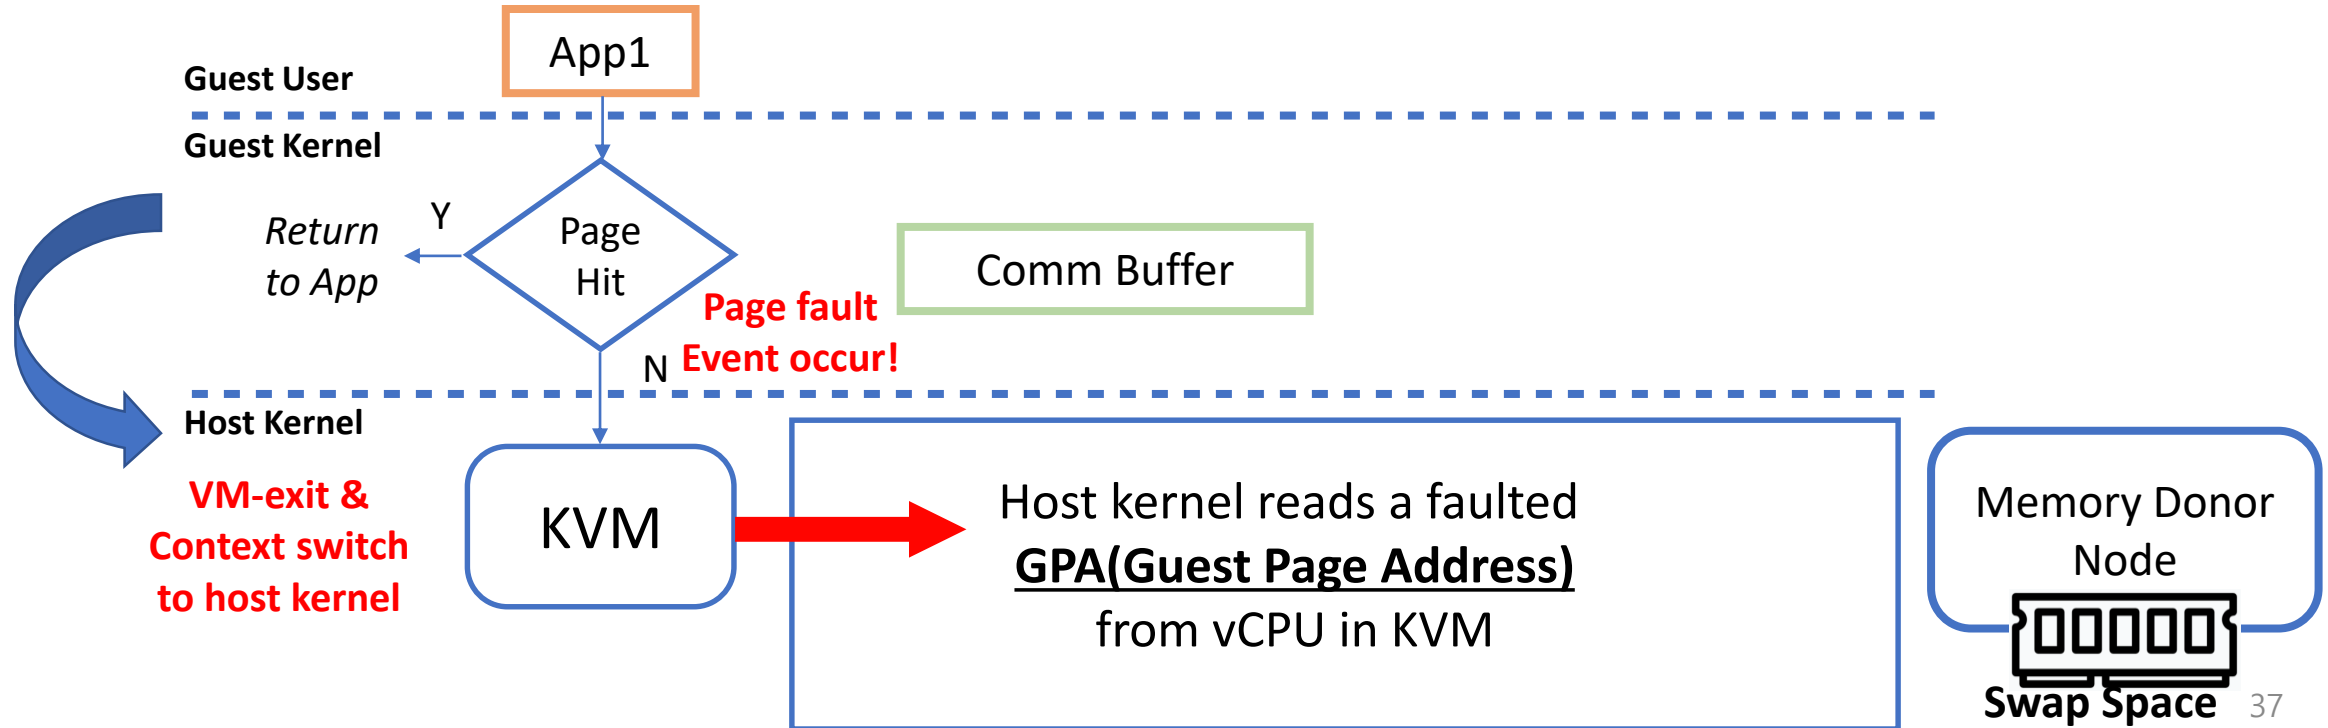 App1
Guest User
Guest Kernel
Return
to App
Y
Page
Hit
Comm Buffer
Page fault
Event occur!
N
Host Kernel
VM-exit &
Context switch
to host kernel
KVM
Host kernel reads a faulted
GPA(Guest Page Address)
from vCPU in KVM
Memory Donor
Node
Swap Space
37